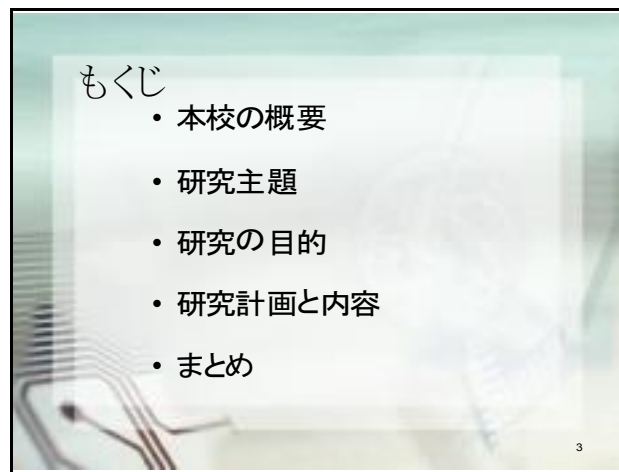 もくじ
• 本校の概要
• 研究主題
• 研究の目的
• 研究計画と内容
• まとめ
3